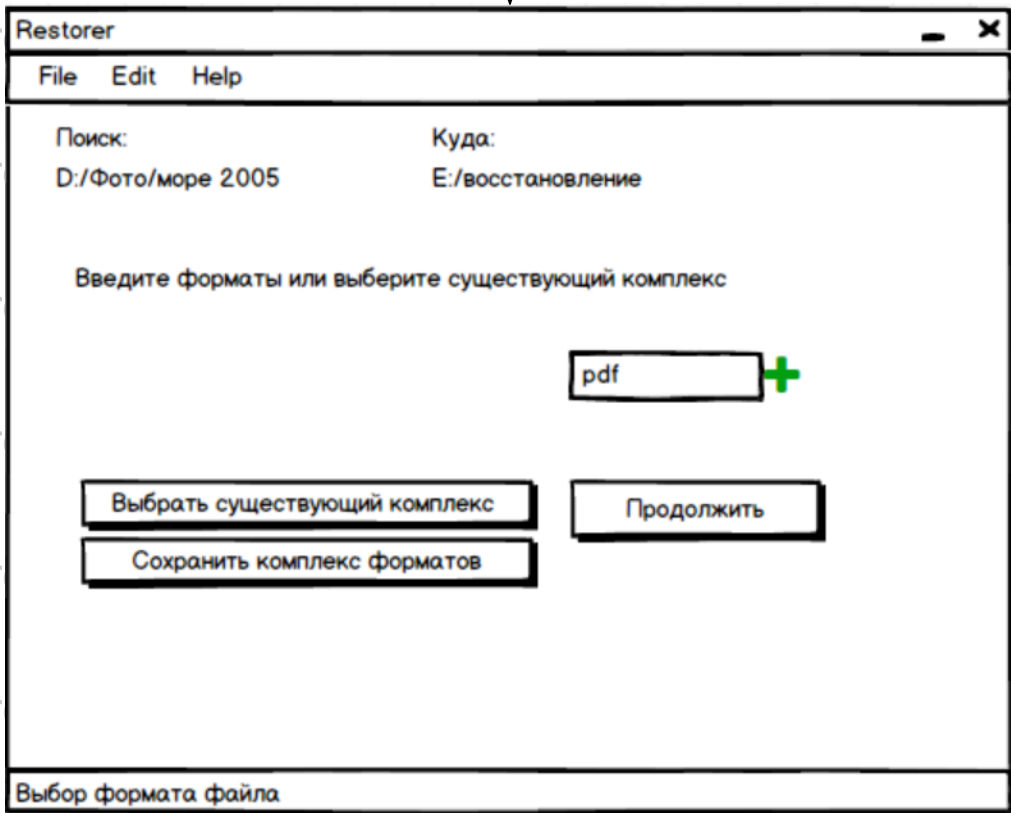 Restorer
File Edit Help
Поиск: Куда:
D:/Фото/море 2005 E:/восстановление
Введите форматы или выберите существующий комплекс
pdf
Выбрать существующий комплекс Продолжить
Сохранить комплекс форматов
Выбор формата файла